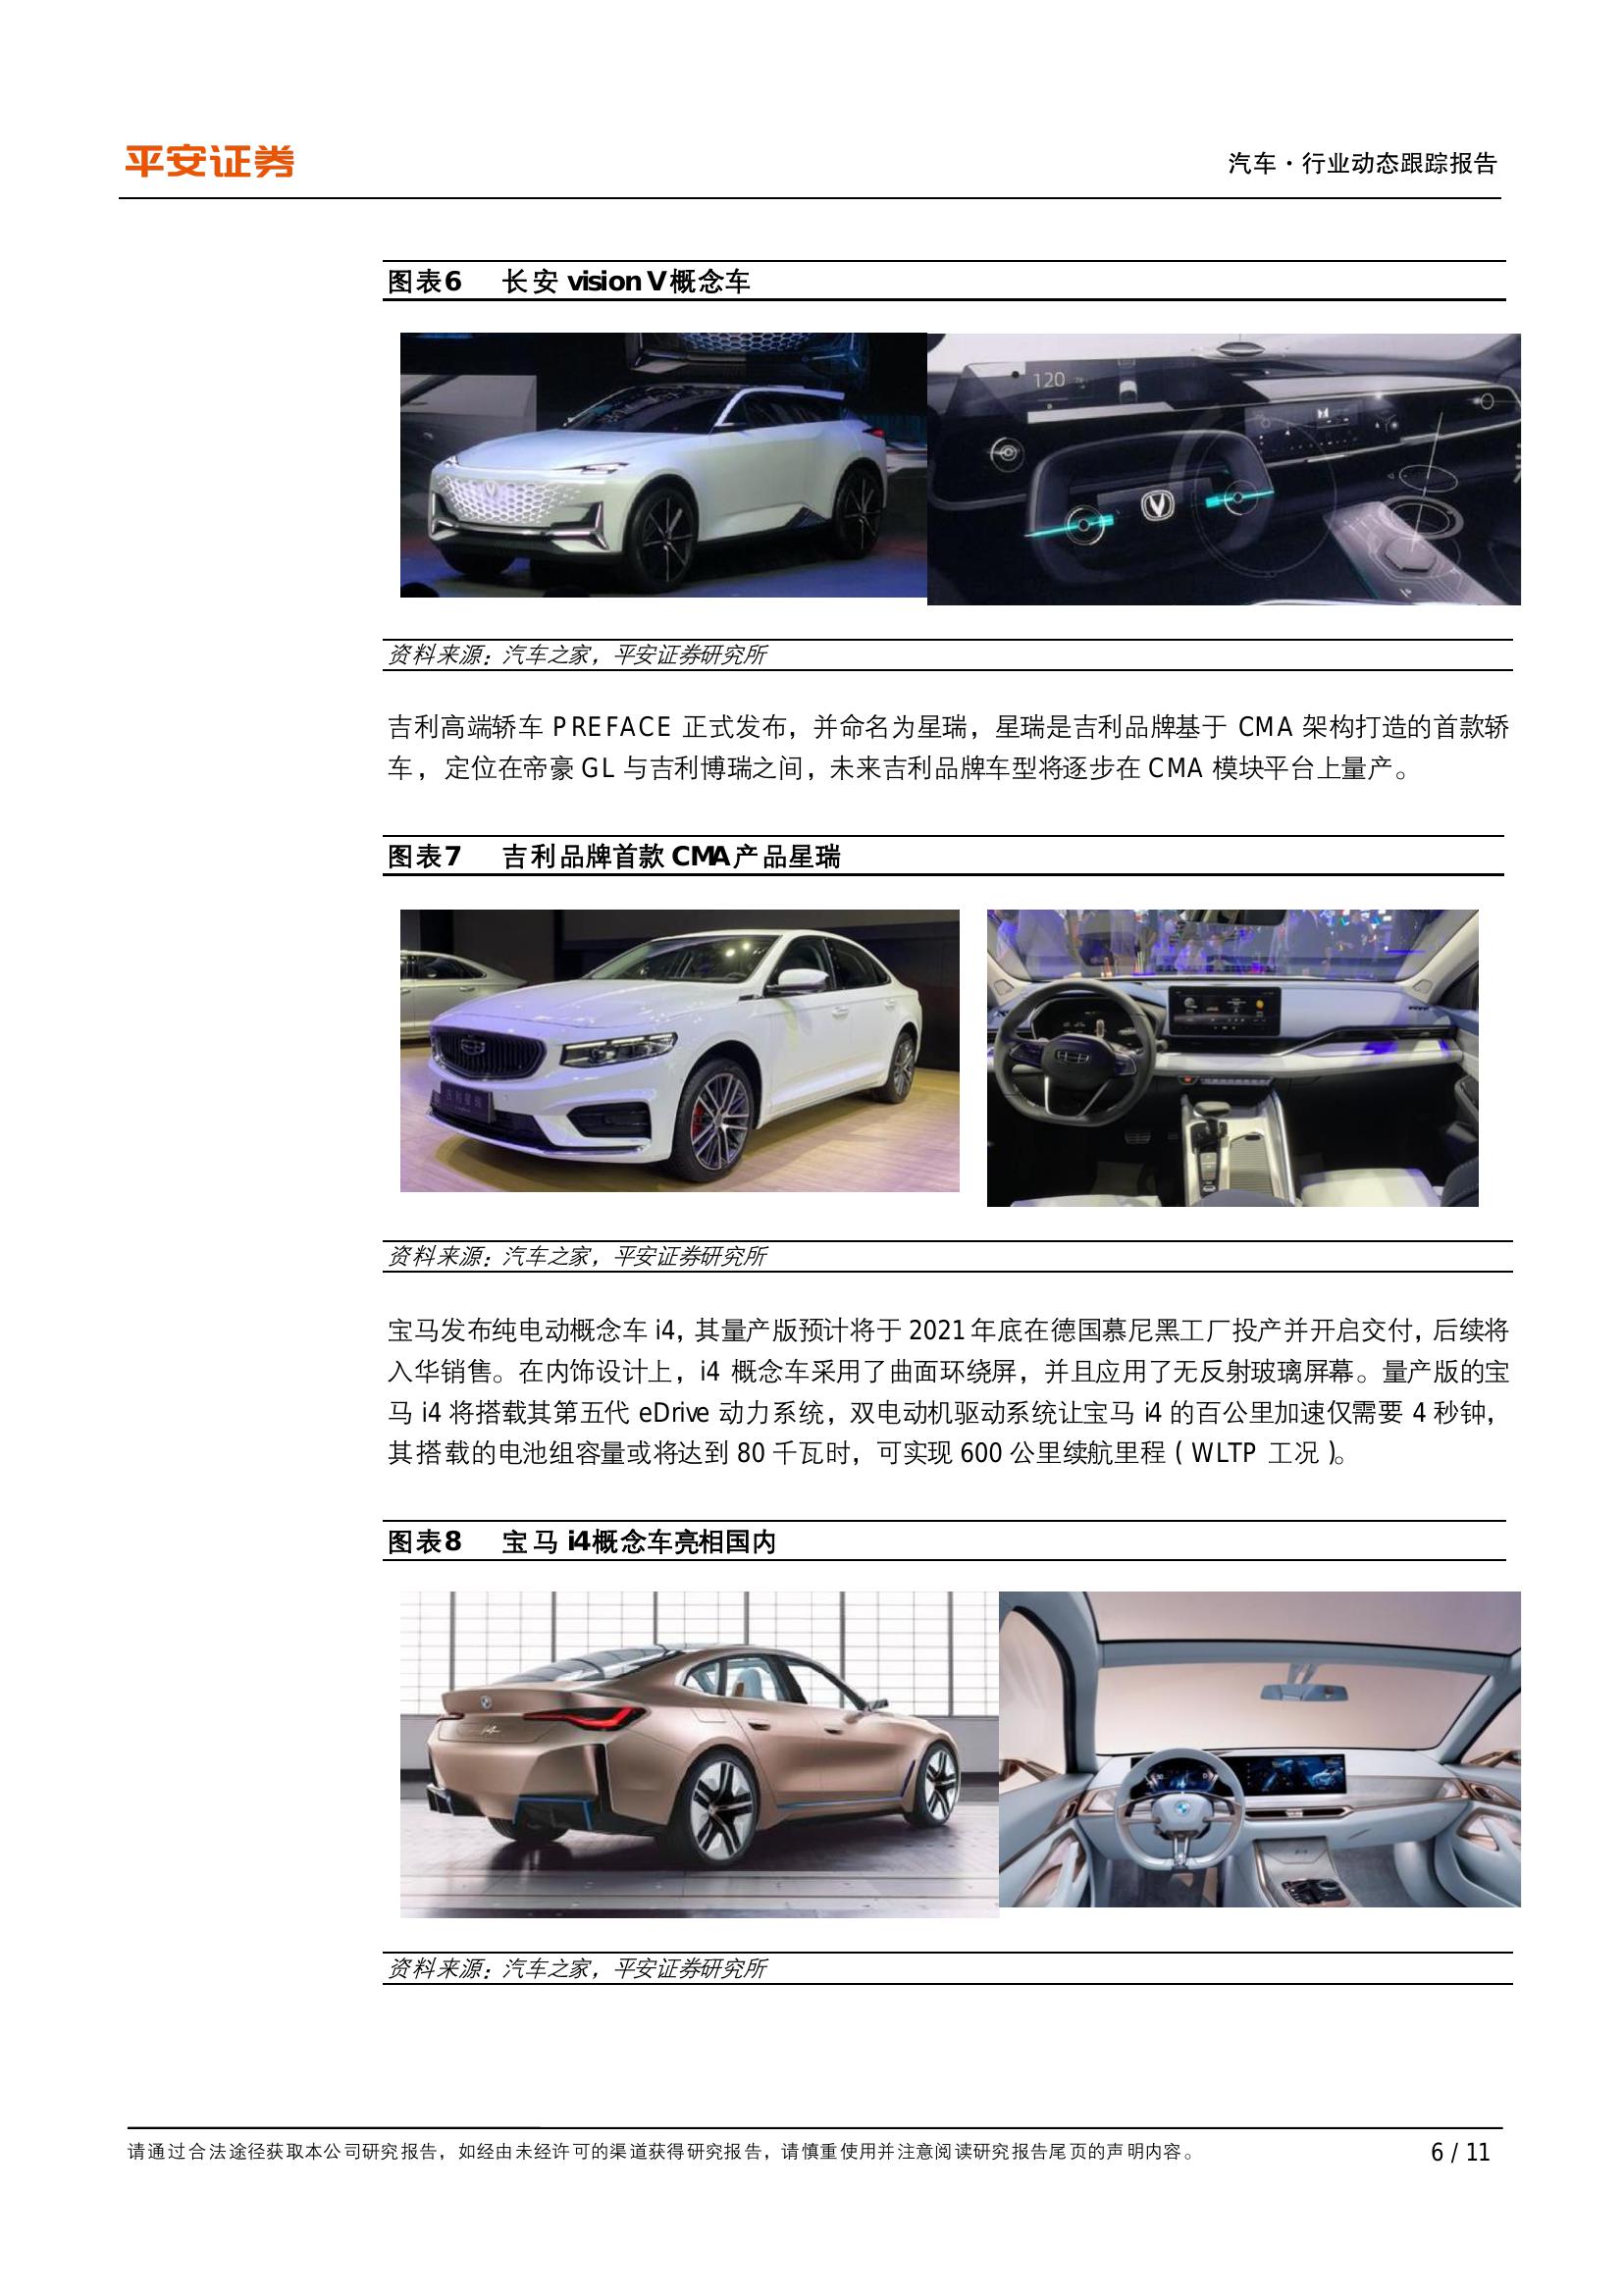 平安证券
汽车·行业动态跟踪报告
图表6 长安 vision V概念车
120
资料来源：汽车之家，平安证券研究所
吉利高端轿车 PREFACE 正式发布，并命名为星瑞，星瑞是吉利品牌基于 CMA 架构打造的首款轿
车，定位在帝豪 GL 与吉利博瑞之间，未来吉利品牌车型将逐步在 CMA 模块平台上量产。
图表7 吉利品牌首款 CMA 产品星瑞
吉利星瑞
资料来源：汽车之家，平安证券研究所
宝马发布纯电动概念车 i4，其量产版预计将于 2021 年底在德国慕尼黑工厂投产并开启交付，后续将
入华销售。在内饰设计上，i4 概念车采用了曲面环绕屏，并且应用了无反射玻璃屏幕。量产版的宝
马 i4 将搭载其第五代 eDrive 动力系统，双电动机驱动系统让宝马 i4 的百公里加速仅需要 4 秒钟，
其搭载的电池组容量或将达到 80 千瓦时，可实现 600 公里续航里程（WLTP 工况）。
图表8 宝马 i4概念车亮相国内
资料来源：汽车之家，平安证券研究所
请通过合法途径获取本公司研究报告，如经由未经许可的渠道获得研究报告，请慎重使用并注意阅读研究报告尾页的声明内容。
6 / 11